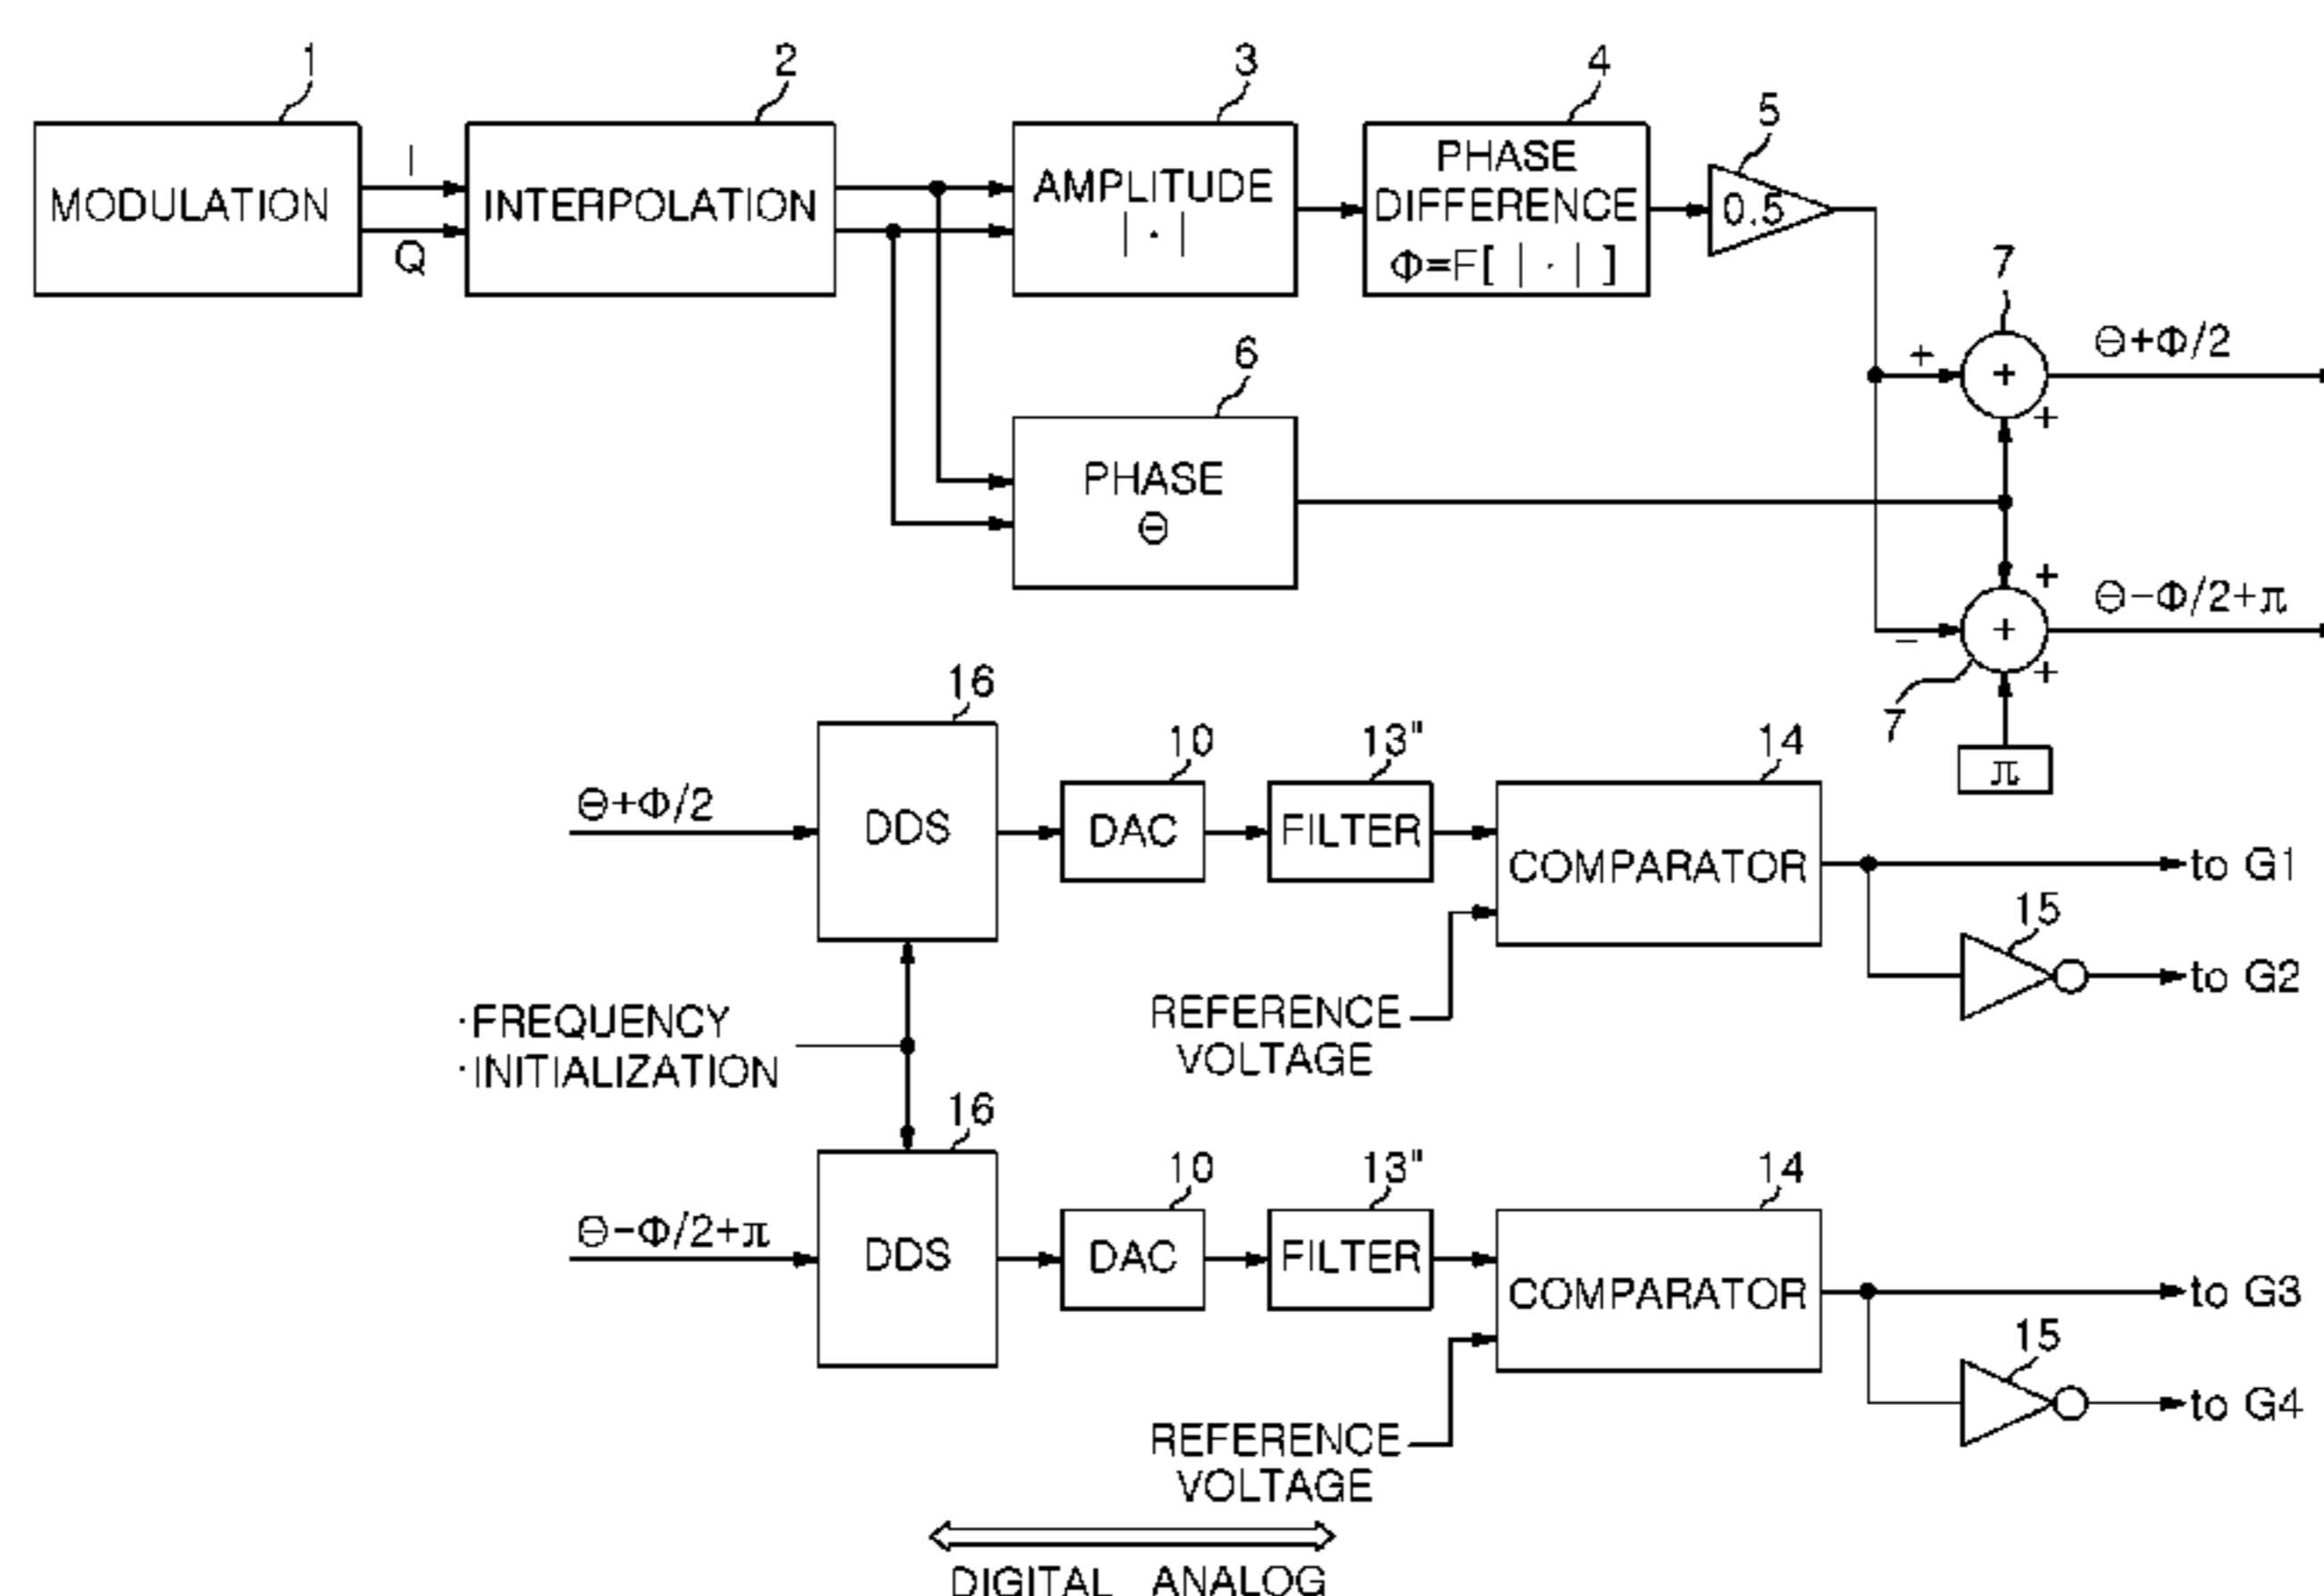 1
2
3
4
5
MODULATION
I
Q
INTERPOLATION
AMPLITUDE
| · |
PHASE
DIFFERENCE
Φ=F[ | · | ]
0.5
7
+
+
+
Θ+Φ/2
6
PHASE
Θ
+
+
−
+
Θ−Φ/2+π
7
π
16
10
13"
14
Θ+Φ/2
DDS
DAC
FILTER
COMPARATOR
to G1
15
to G2
REFERENCE
VOLTAGE
·FREQUENCY
·INITIALIZATION
16
10
13"
14
Θ−Φ/2+π
DDS
DAC
FILTER
COMPARATOR
to G3
15
to G4
REFERENCE
VOLTAGE
DIGITAL ANALOG